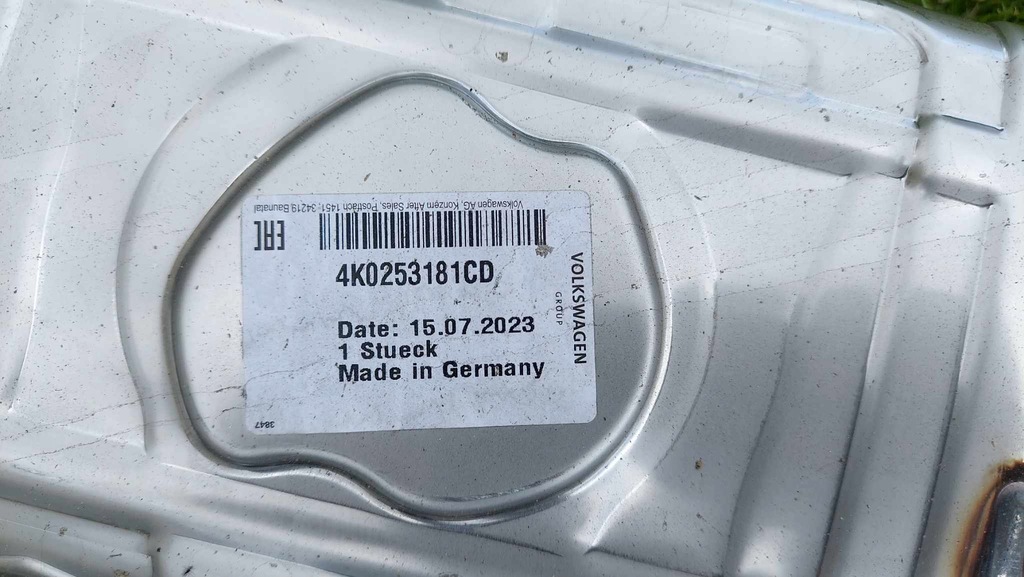 Volkswagen AG, Konzern After Sales, Postfach 1451; 34219 Baunatal
EAC
4K0253181CD
VOLKSWAGEN
GROUP
Date: 15.07.2023
1 Stueck
Made in Germany
3847